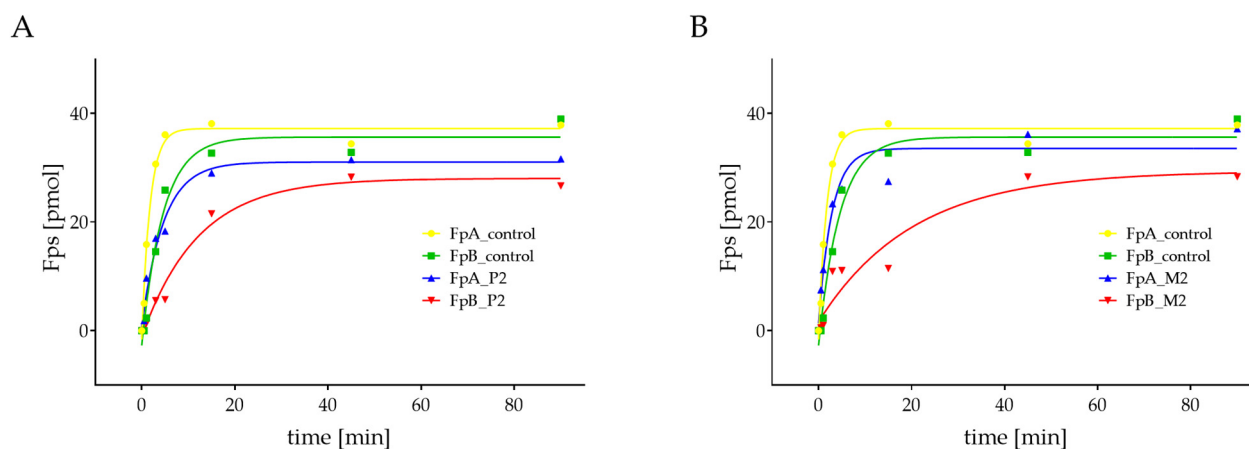 A
Fps [pmol]
40
20
0
0 20 40 60 80
time [min]
FpA_control
FpB_control
FpA_P2
FpB_P2
B
Fps [pmol]
40
20
0
0 20 40 60 80
time [min]
FpA_control
FpB_control
FpA_M2
FpB_M2